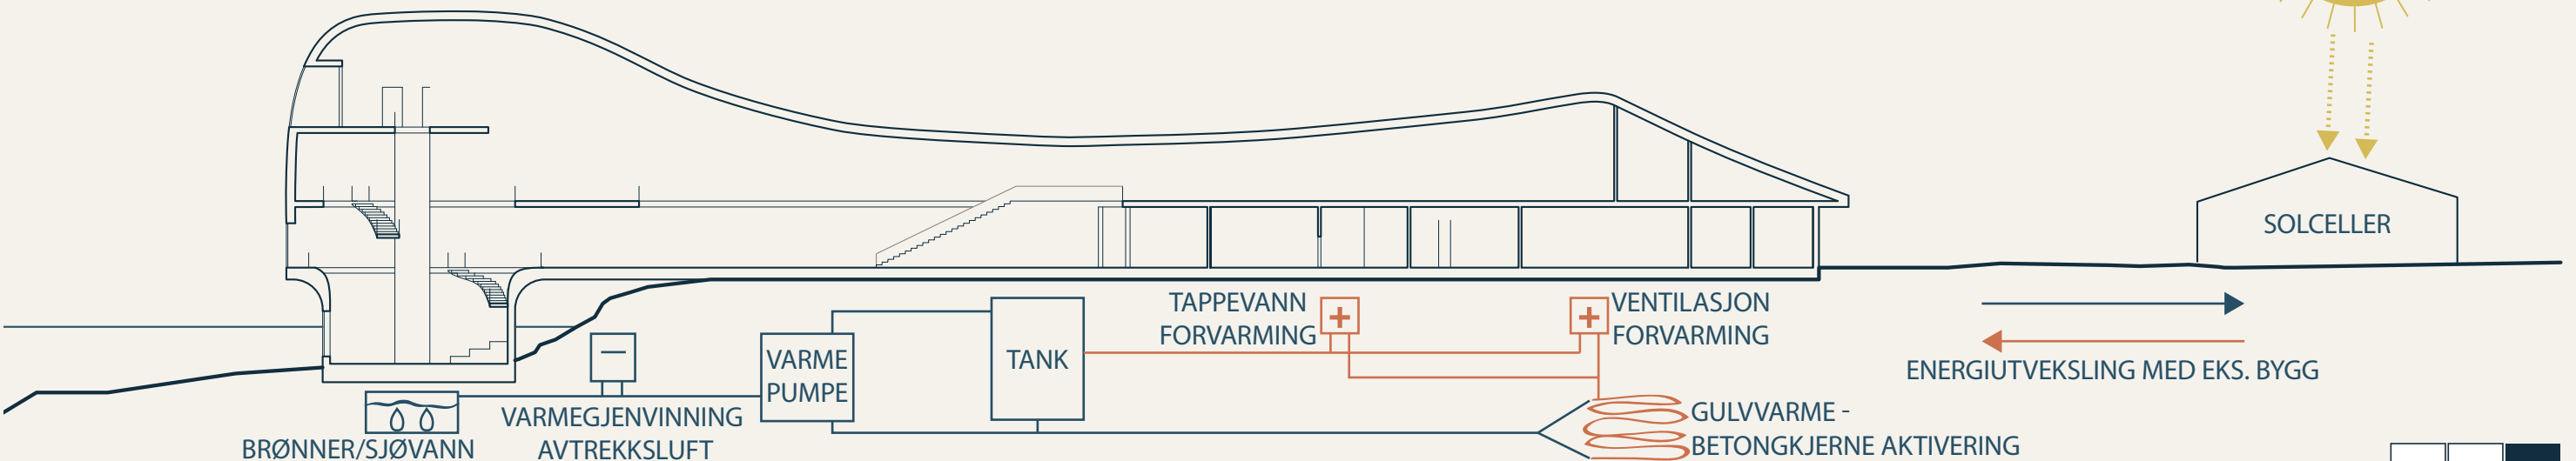 SOLCELLER
TAPPEVANN
FORVARMING
VENTILASJON
FORVARMING
VARME
PUMPE
TANK
ENERGIUTVEKSLING MED EKS. BYGG
BRØNNER/SJØVANN
VARMEGJENVINNING
AVTREKKSLUFT
GULVVARME -
BETONGKJERNE AKTIVERING